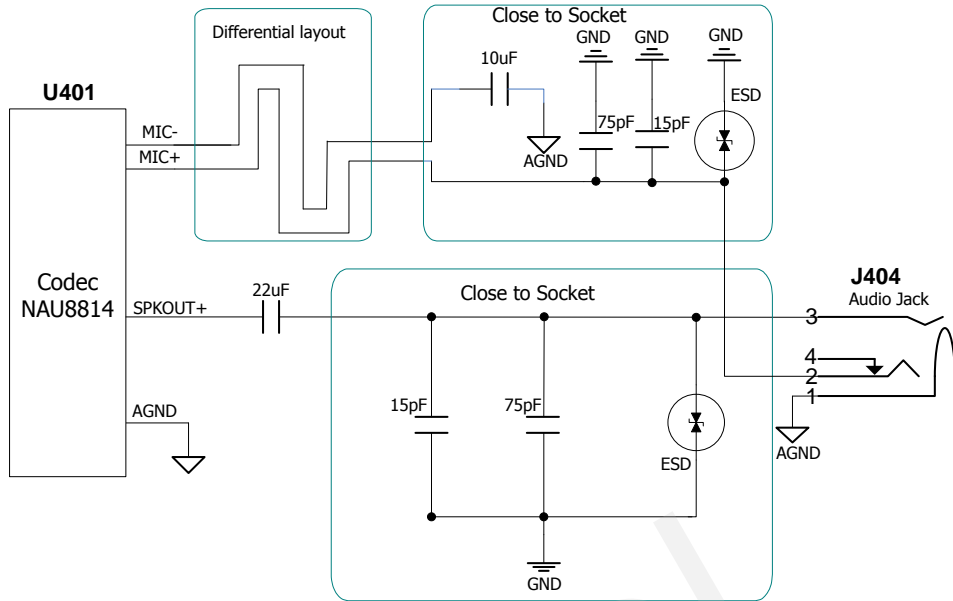 Differential layout
Close to Socket
GND
GND
GND
10uF
ESD
U401
75pF
15pF
MIC-
MIC+
AGND
Codec
NAU8814
SPKOUT+
22uF
Close to Socket
J404
Audio Jack
3
4
2
1
15pF
75pF
AGND
ESD
AGND
GND